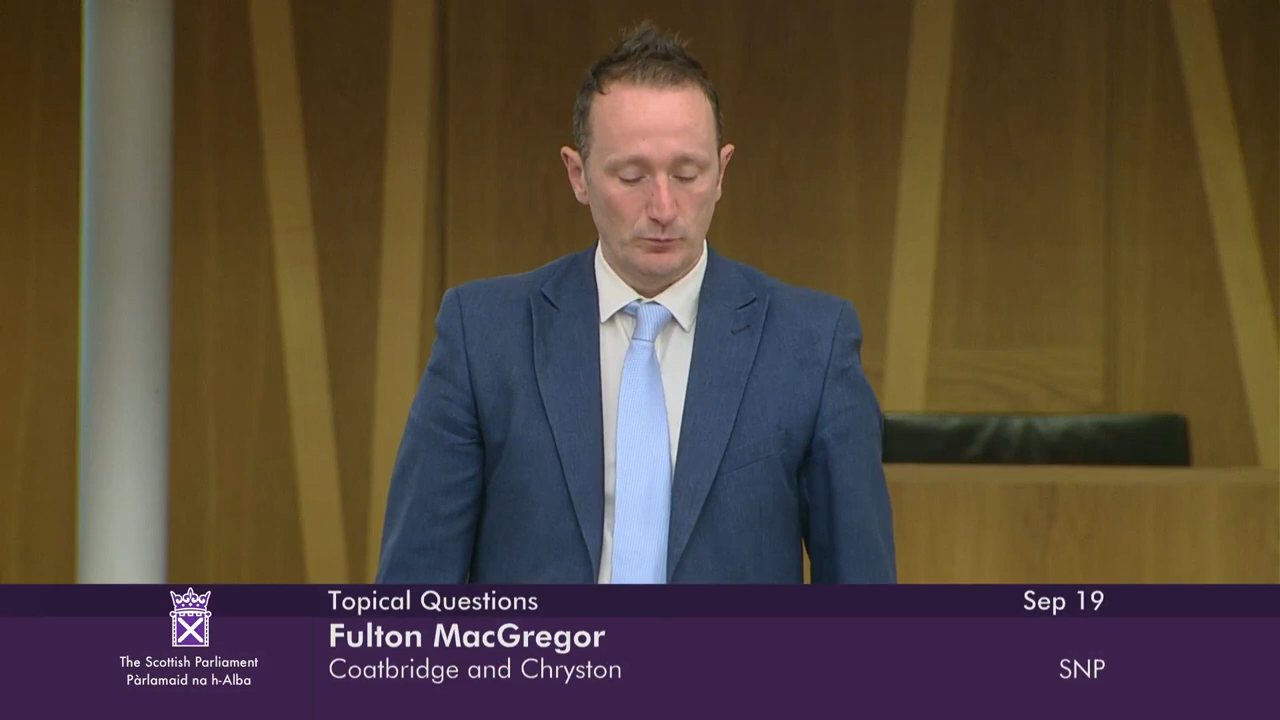 Topical Questions
Sep 19
Fulton MacGregor
Coatbridge and Chryston
SNP
The Scottish Parliament
Pàrlamaid na h-Alba